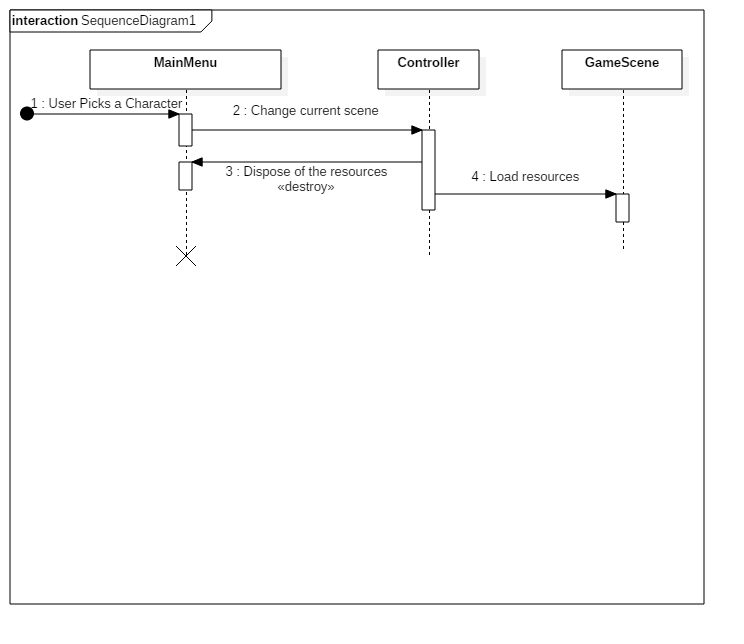 interaction SequenceDiagram1
MainMenu
Controller
GameScene
1 : User Picks a Character
2 : Change current scene
3 : Dispose of the resources
«destroy»
4 : Load resources